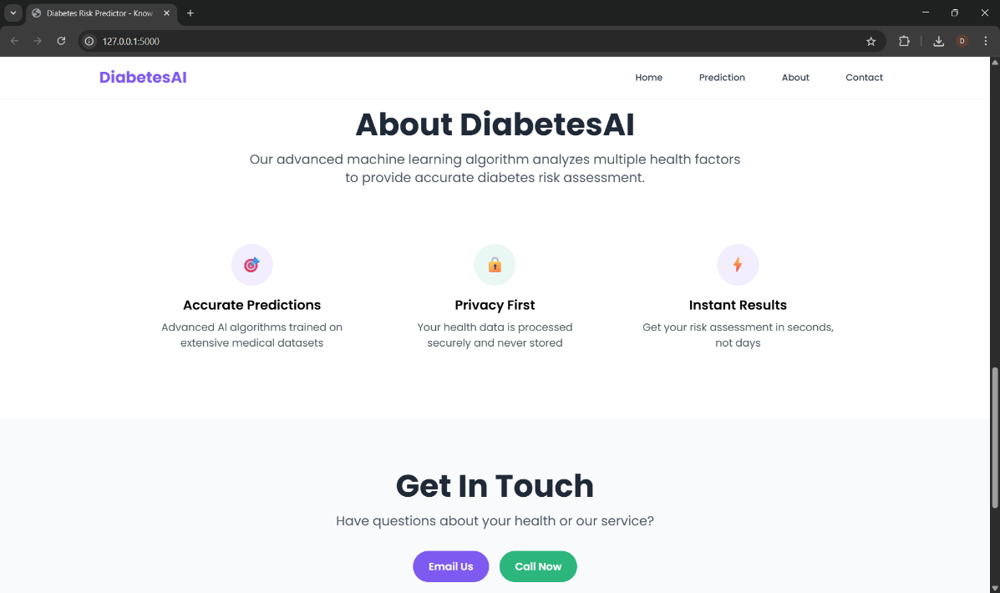 Diabetes Risk Predictor - Know
127.0.0.1:5000
D
DiabetesAI
Home
Prediction
About
Contact
About DiabetesAI
Our advanced machine learning algorithm analyzes multiple health factors
to provide accurate diabetes risk assessment.
Accurate Predictions
Advanced AI algorithms trained on
extensive medical datasets
Privacy First
Your health data is processed
securely and never stored
Instant Results
Get your risk assessment in seconds,
not days
Get In Touch
Have questions about your health or our service?
Email Us
Call Now